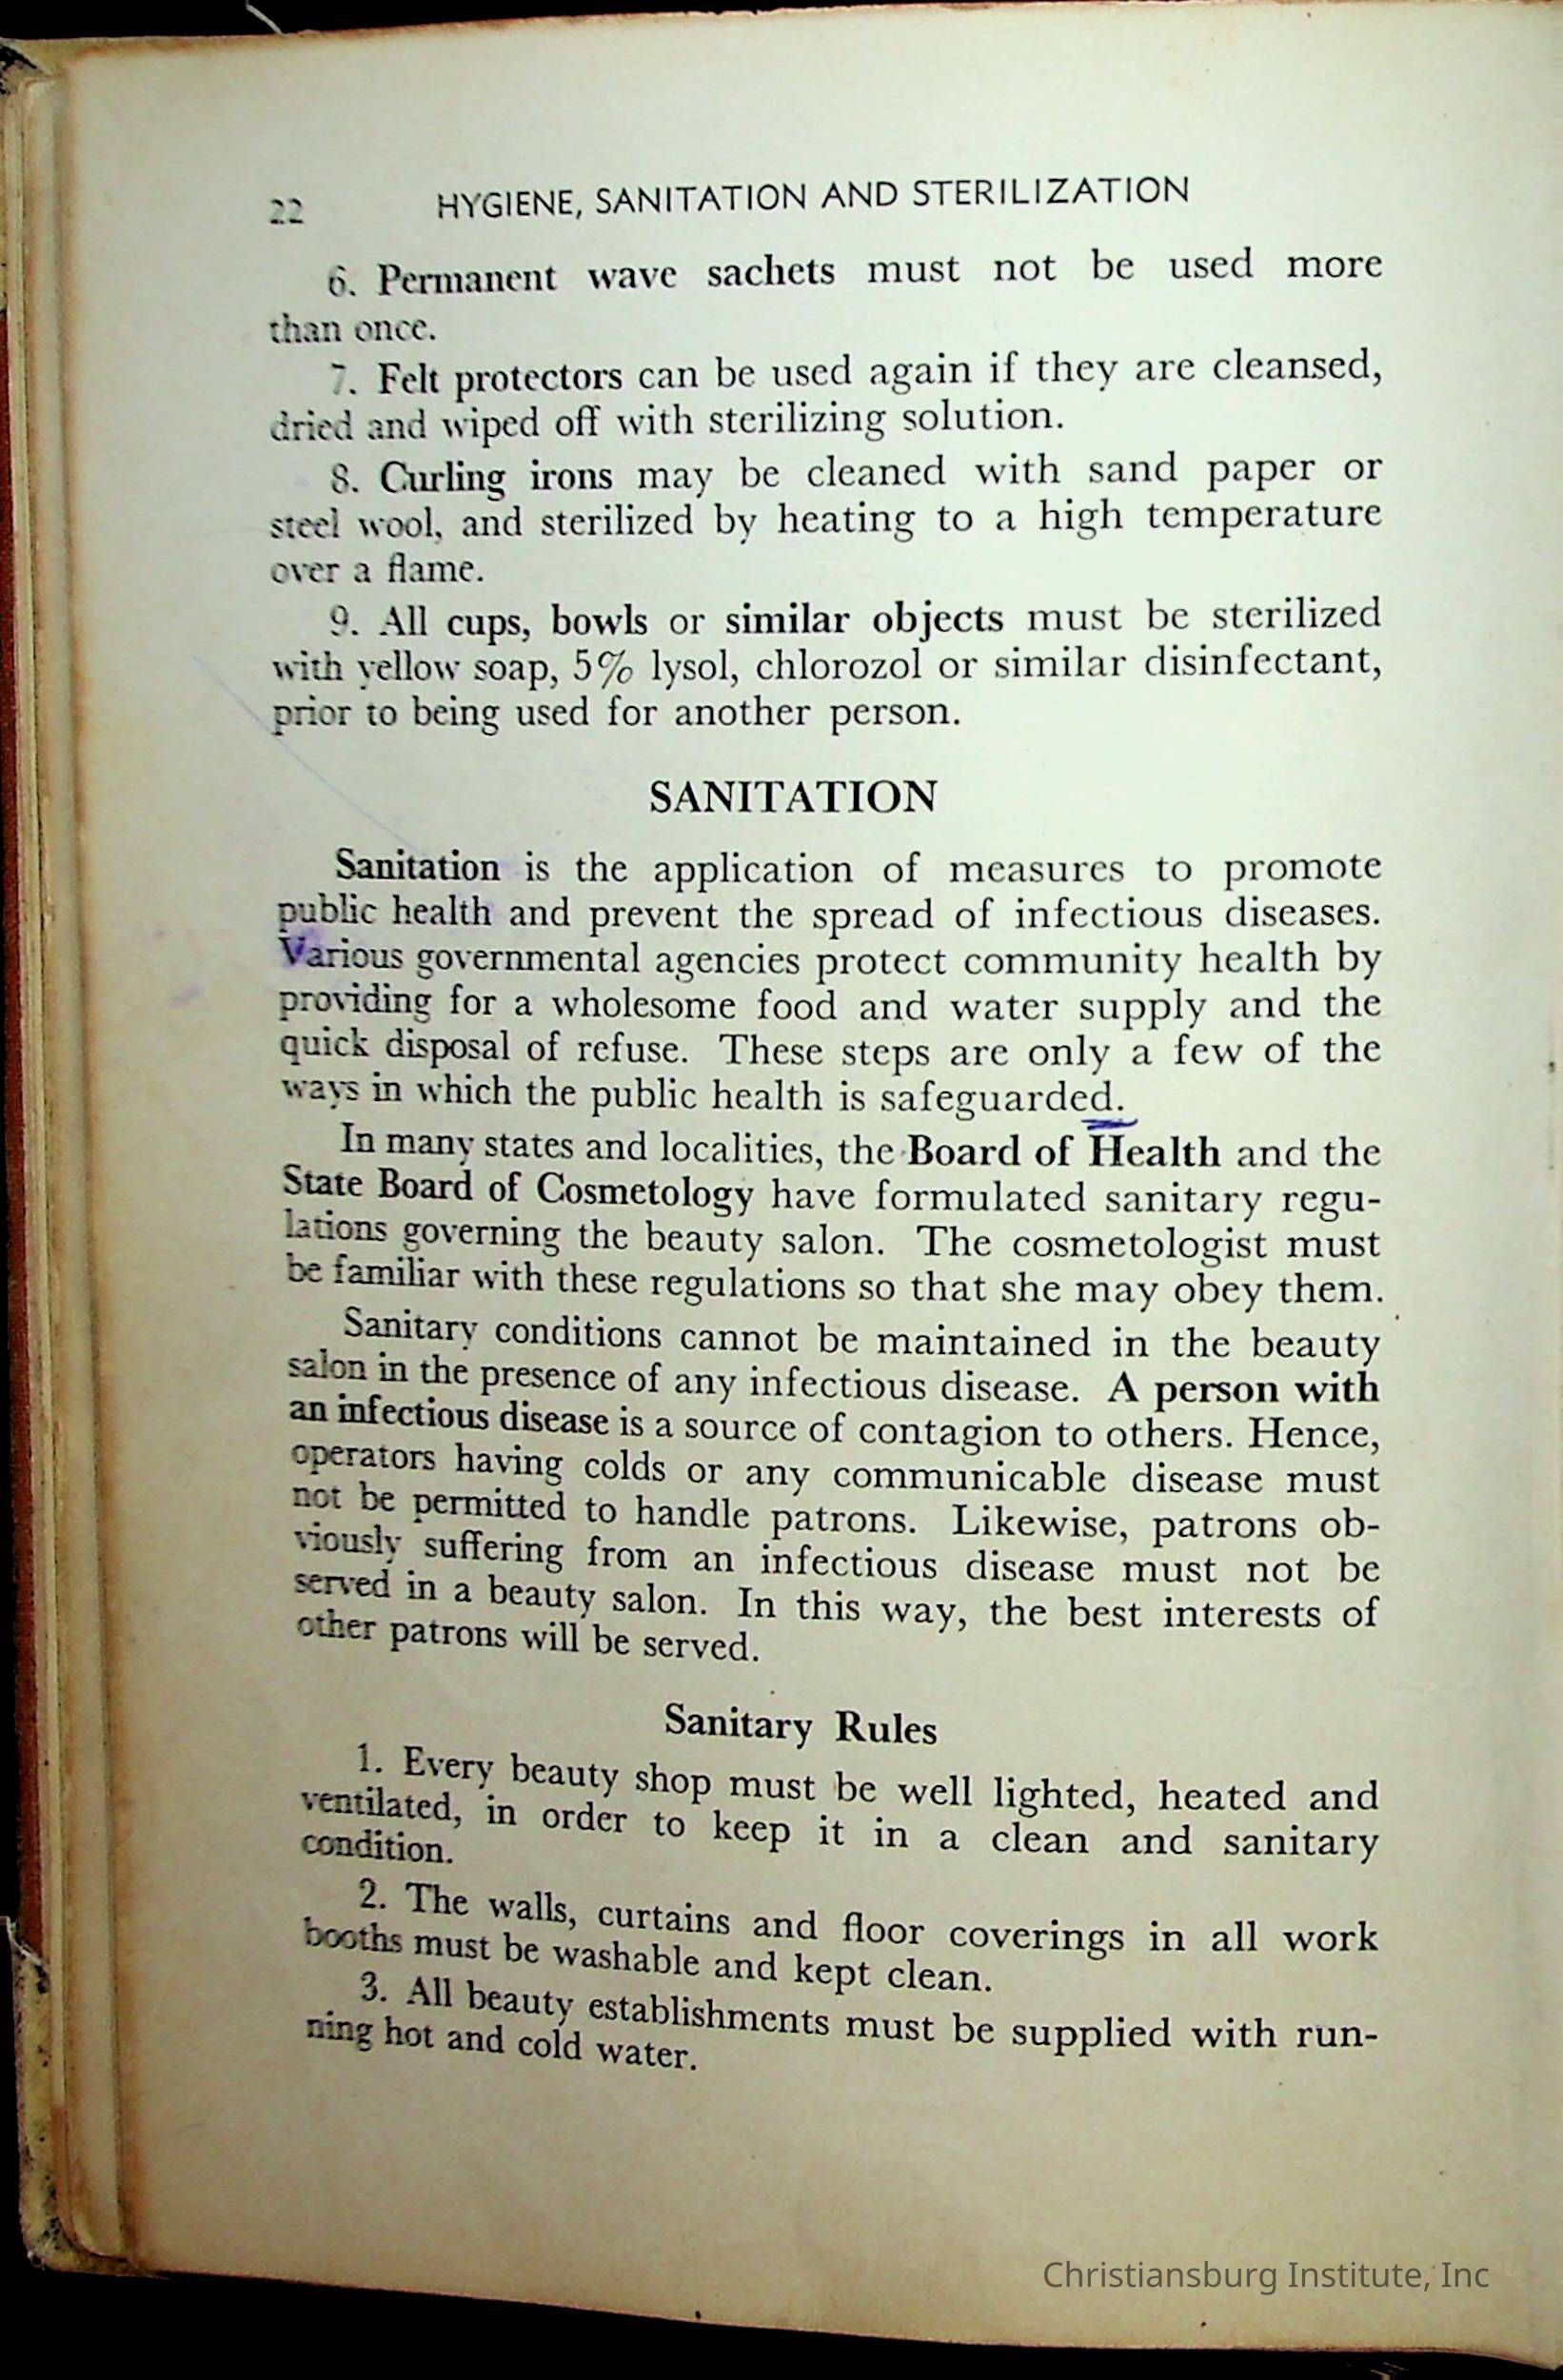 22 HYGIENE, SANITATION AND STERILIZATION
6. Permanent wave sachets must not be used more
than once.
7. Felt protectors can be used again if they are cleansed,
dried and wiped off with sterilizing solution.
8. Curling irons may be cleaned with sand paper or
steel wool, and sterilized by heating to a high temperature
over a flame.
9. All cups, bowls or similar objects must be sterilized
with yellow soap, 5% lysol, chlorozol or similar disinfectant,
prior to being used for another person.
SANITATION
Sanitation is the application of measures to promote
public health and prevent the spread of infectious diseases.
Various governmental agencies protect community health by
providing for a wholesome food and water supply and the
quick disposal of refuse. These steps are only a few of the
ways in which the public health is safeguarded.
In many states and localities, the Board of Health and the
State Board of Cosmetology have formulated sanitary regu-
lations governing the beauty salon. The cosmetologist must
be familiar with these regulations so that she may obey them.
Sanitary conditions cannot be maintained in the beauty
salon in the presence of any infectious disease. A person with
an infectious disease is a source of contagion to others. Hence,
operators having colds or any communicable disease must
not be permitted to handle patrons. Likewise, patrons ob-
viously suffering from an infectious disease must not be
served in a beauty salon. In this way, the best interests of
other patrons will be served.
Sanitary Rules
1. Every beauty shop must be well lighted, heated and
ventilated, in order to keep it in a clean and sanitary
condition.
2. The walls, curtains and floor coverings in all work
booths must be washable and kept clean.
3. All beauty establishments must be supplied with run-
ning hot and cold water.
Christiansburg Institute, Inc